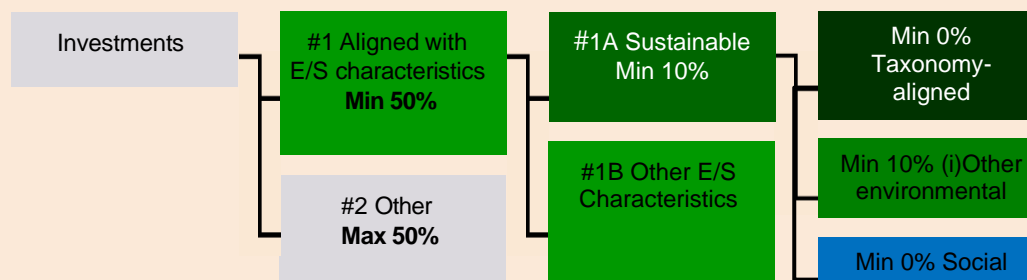 Investments
#1 Aligned with
E/S characteristics
Min 50%
#2 Other
Max 50%
#1A Sustainable
Min 10%
#1B Other E/S
Characteristics
Min 0%
Taxonomy-
aligned
Min 10% (i)Other
environmental
Min 0% Social